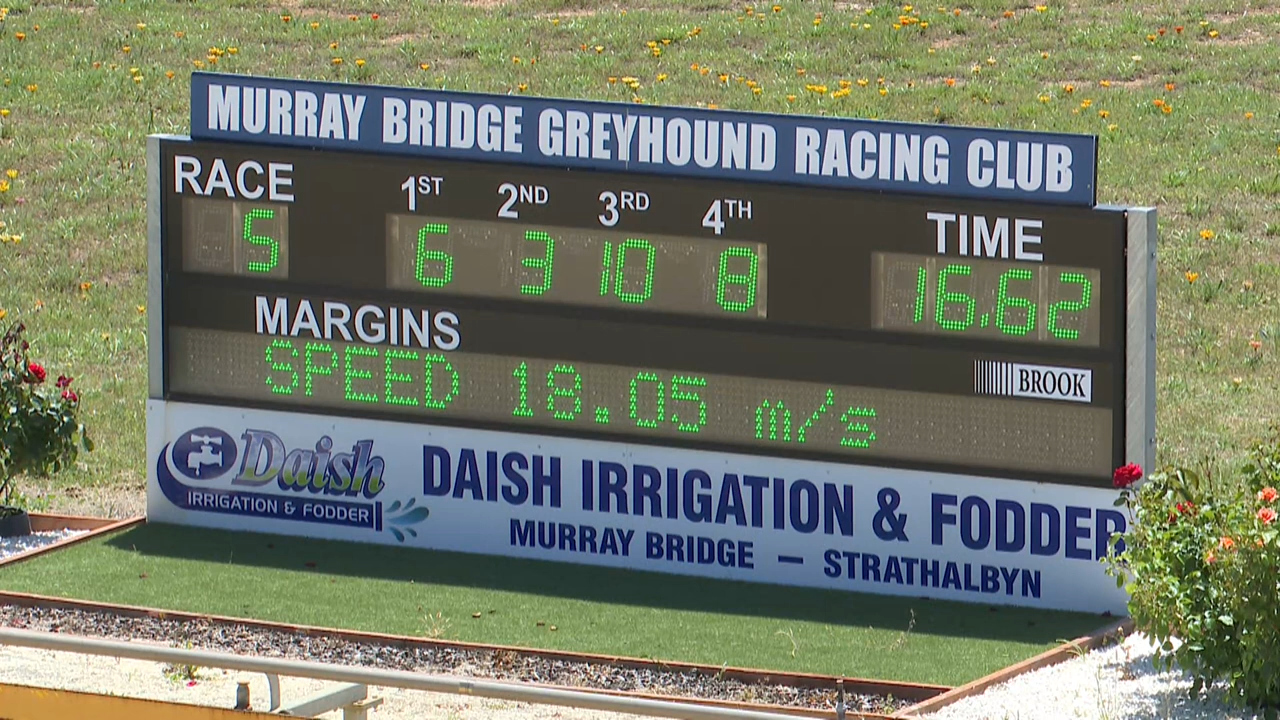 MURRAY BRIDGE GREYHOUND RACING CLUB
RACE 1ST 2ND 3RD 4TH TIME
5 6 3 10 8 16.62
MARGINS
SPEED 18.05 m/s
BROOK
Daish
IRRIGATION & FODDER
DAISH IRRIGATION & FODDER
MURRAY BRIDGE — STRATHALBYN